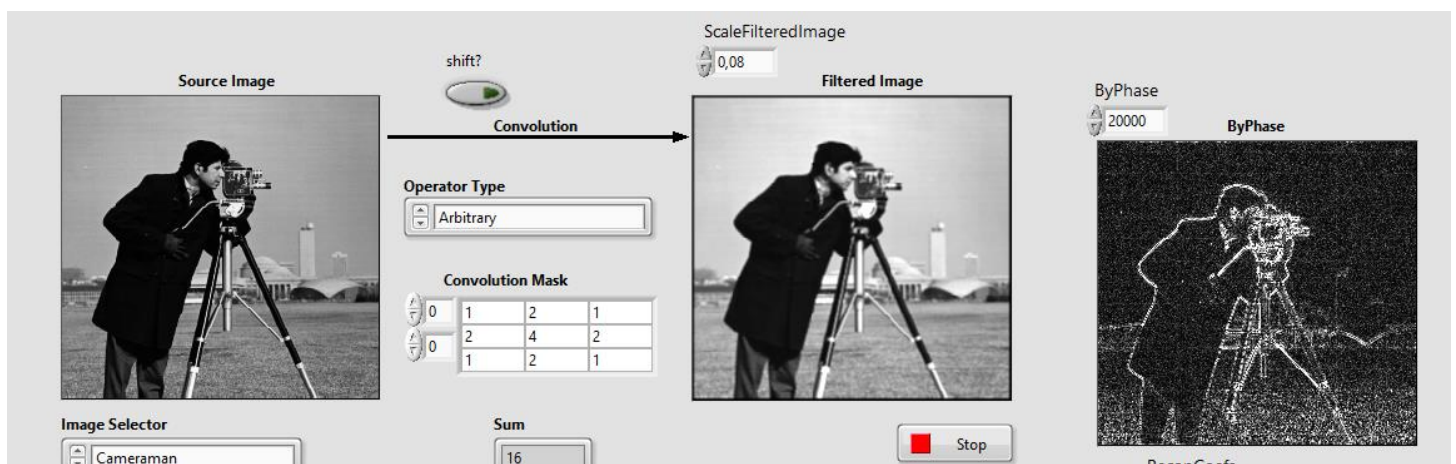 ScaleFilteredImage
0,08
shift?
Source Image
Filtered Image
ByPhase
20000
ByPhase
Convolution
Operator Type
Arbitrary
Convolution Mask
0
1 2 1
0
2 4 2
1 2 1
Image Selector
Cameraman
Sum
16
Stop